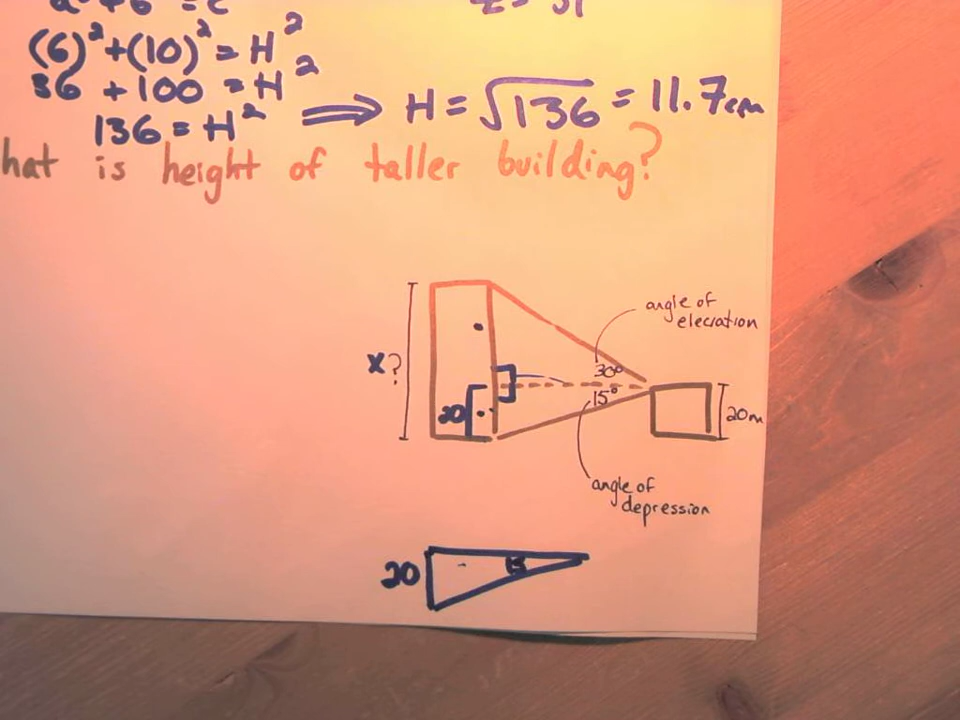 (6)²+(10)² = H²
36 + 100 = H²
136 = H² ⟹ H = √136 = 11.7cm
hat is height of taller building?
angle of
elecration
X?
30°
15°
20
20m
angle of
depression
20
15